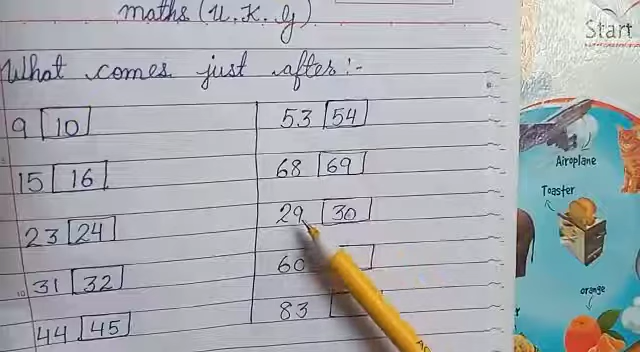 maths (U.K.G)
What comes just after:-
9 10
15 16
23 24
31 32
44 45
53 54
68 69
29 30
60
83
Start
Airoplane
Toaster
orange